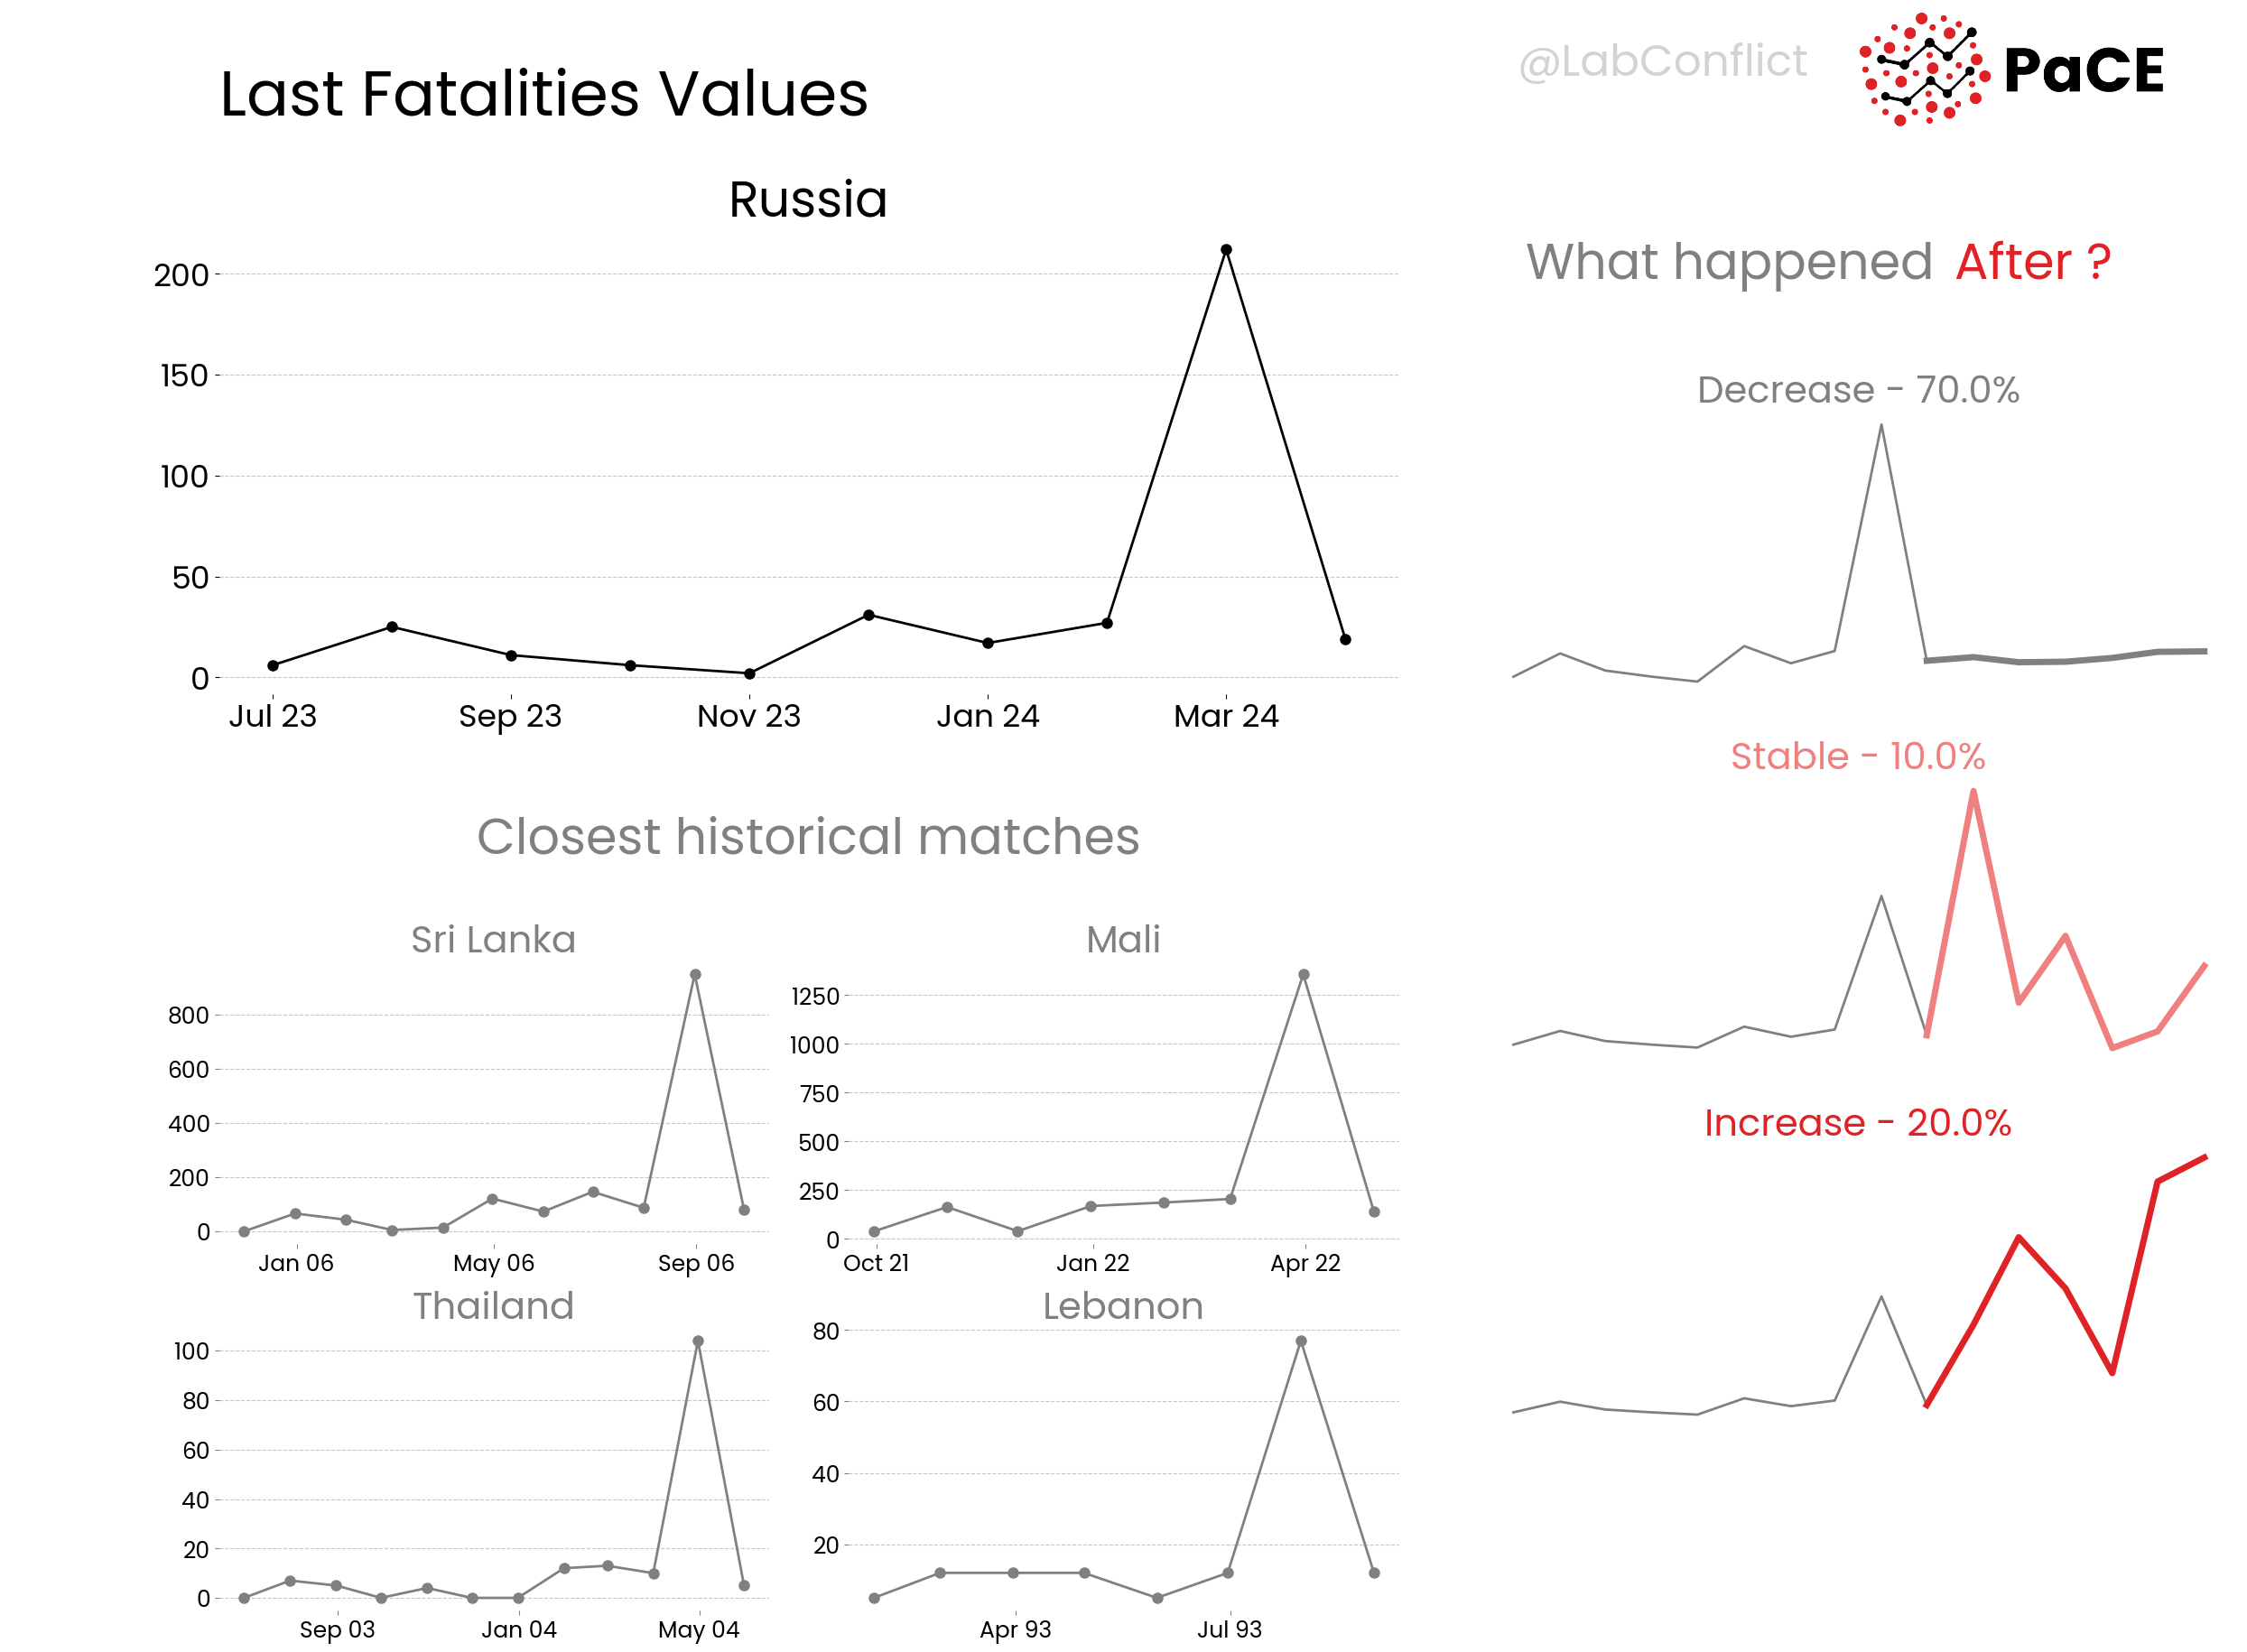 Last Fatalities Values
@LabConflict
PaCE
Russia
200
150
100
50
0
Jul 23 Sep 23 Nov 23 Jan 24 Mar 24
What happened After ?
Decrease - 70.0%
Stable - 10.0%
Increase - 20.0%
Closest historical matches
Sri Lanka
800
600
400
200
0
Jan 06 May 06 Sep 06
Mali
1250
1000
750
500
250
0
Oct 21 Jan 22 Apr 22
Thailand
100
80
60
40
20
0
Sep 03 Jan 04 May 04
Lebanon
80
60
40
20
Apr 93 Jul 93